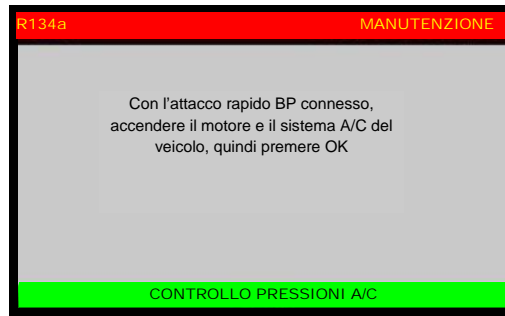 R134a MANUTENZIONE
Con l'attacco rapido BP connesso,
accendere il motore e il sistema A/C del
veicolo, quindi premere OK
CONTROLLO PRESSIONI A/C